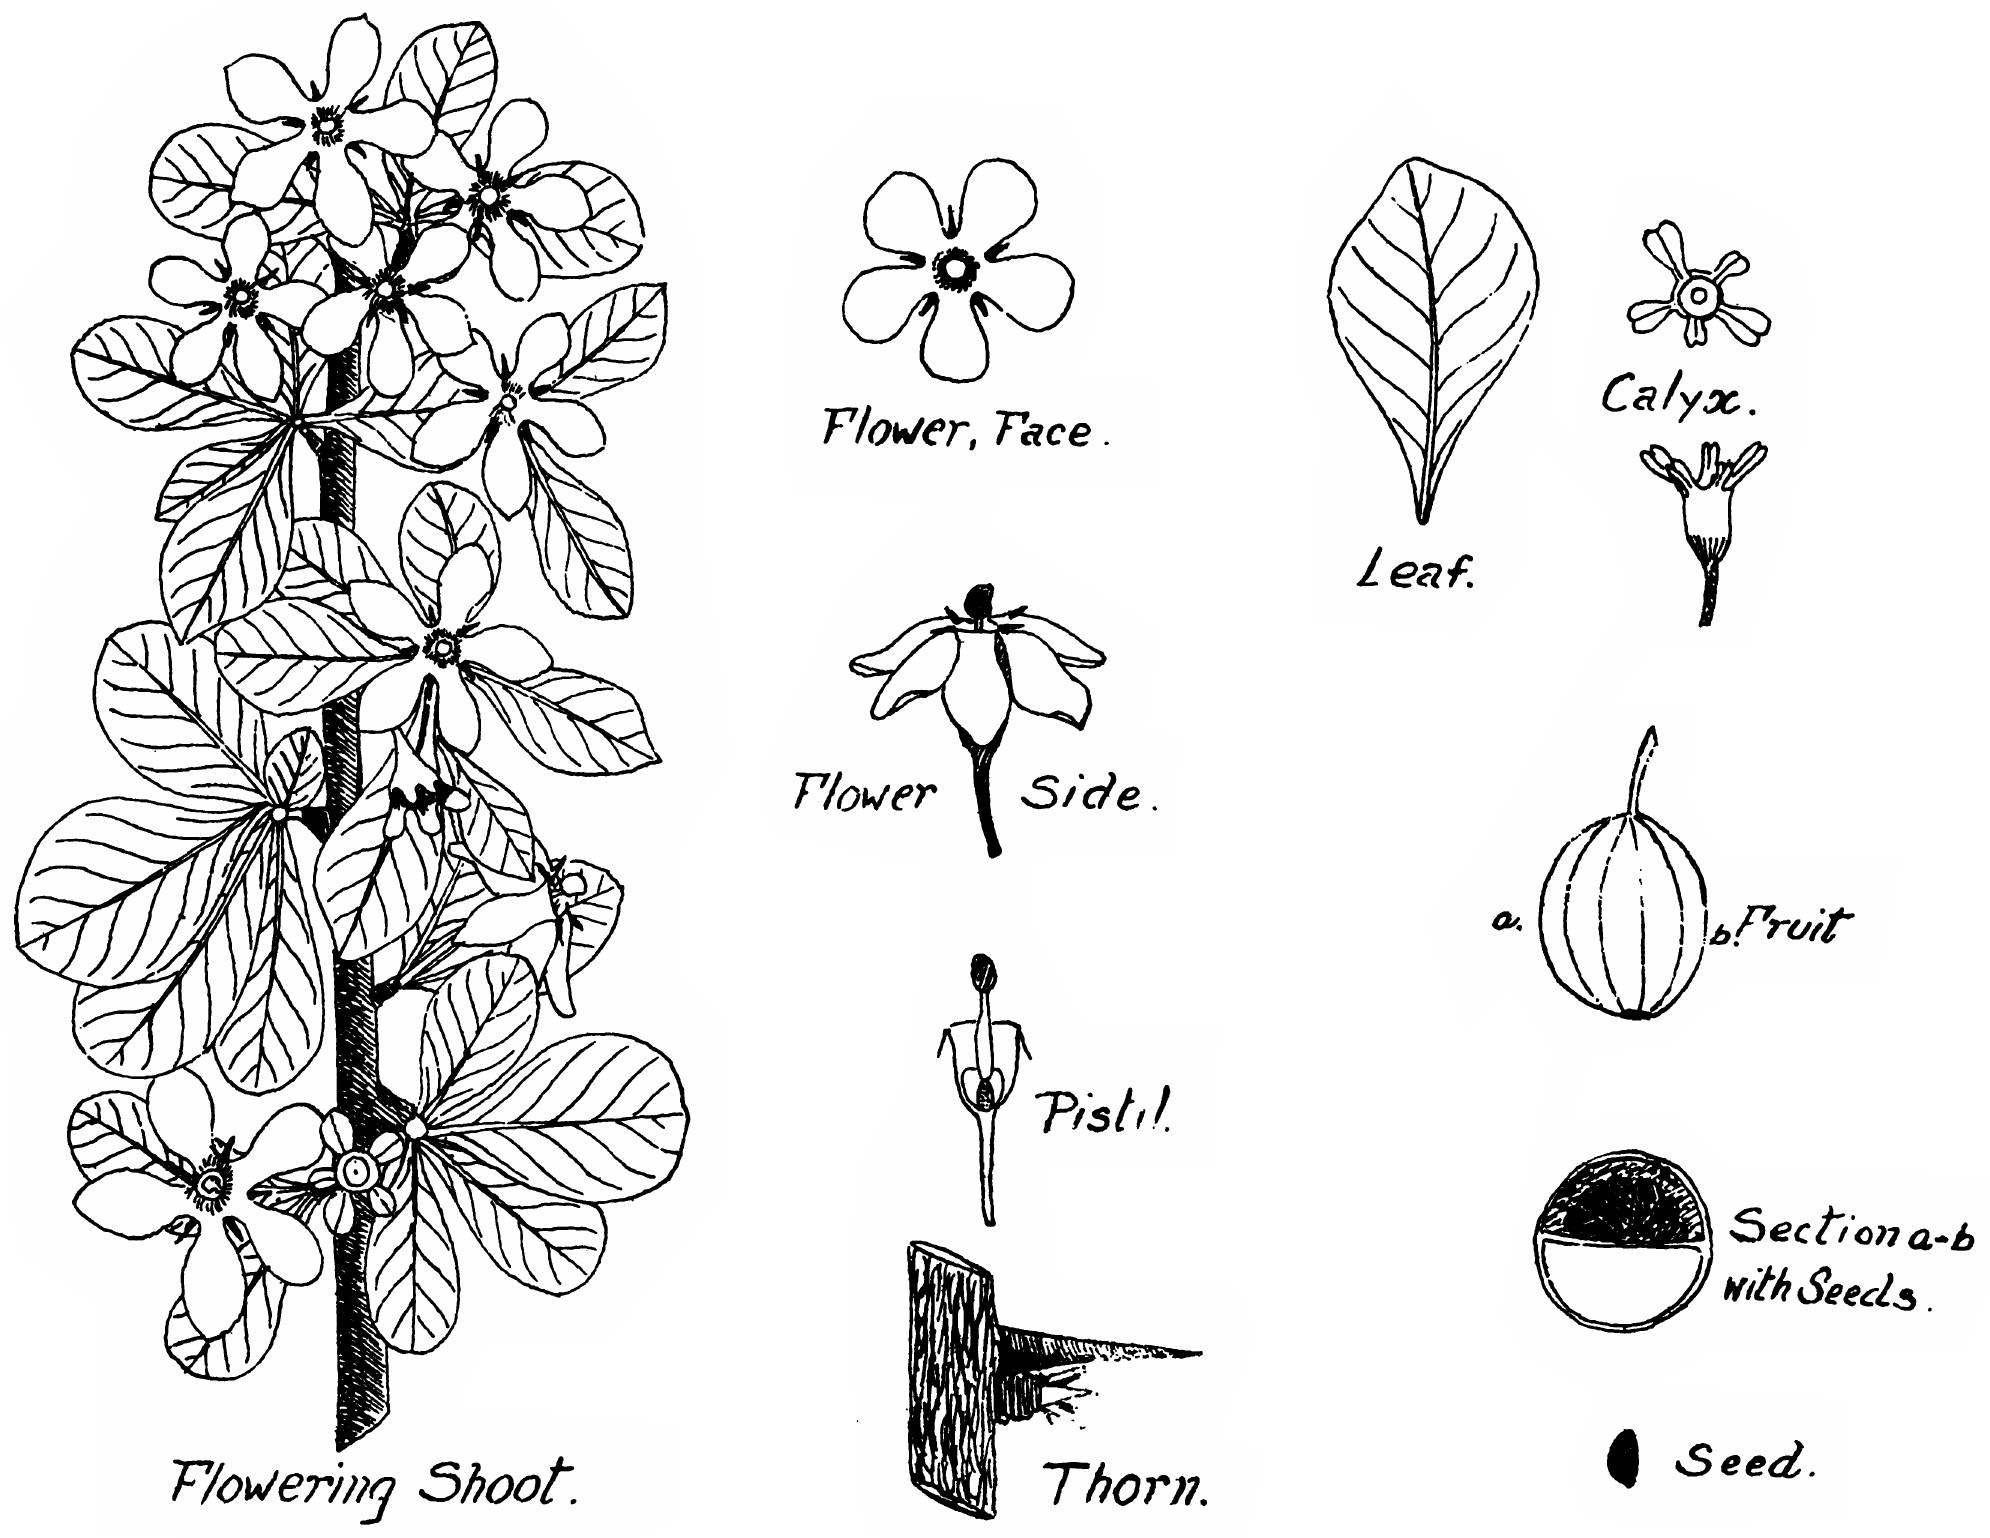 Flower, Face.
Calyx.
Leaf.
Flower Side.
a. b. Fruit
Pistil.
Section a-b
with Seeds.
Thorn.
Seed.
Flowering Shoot.